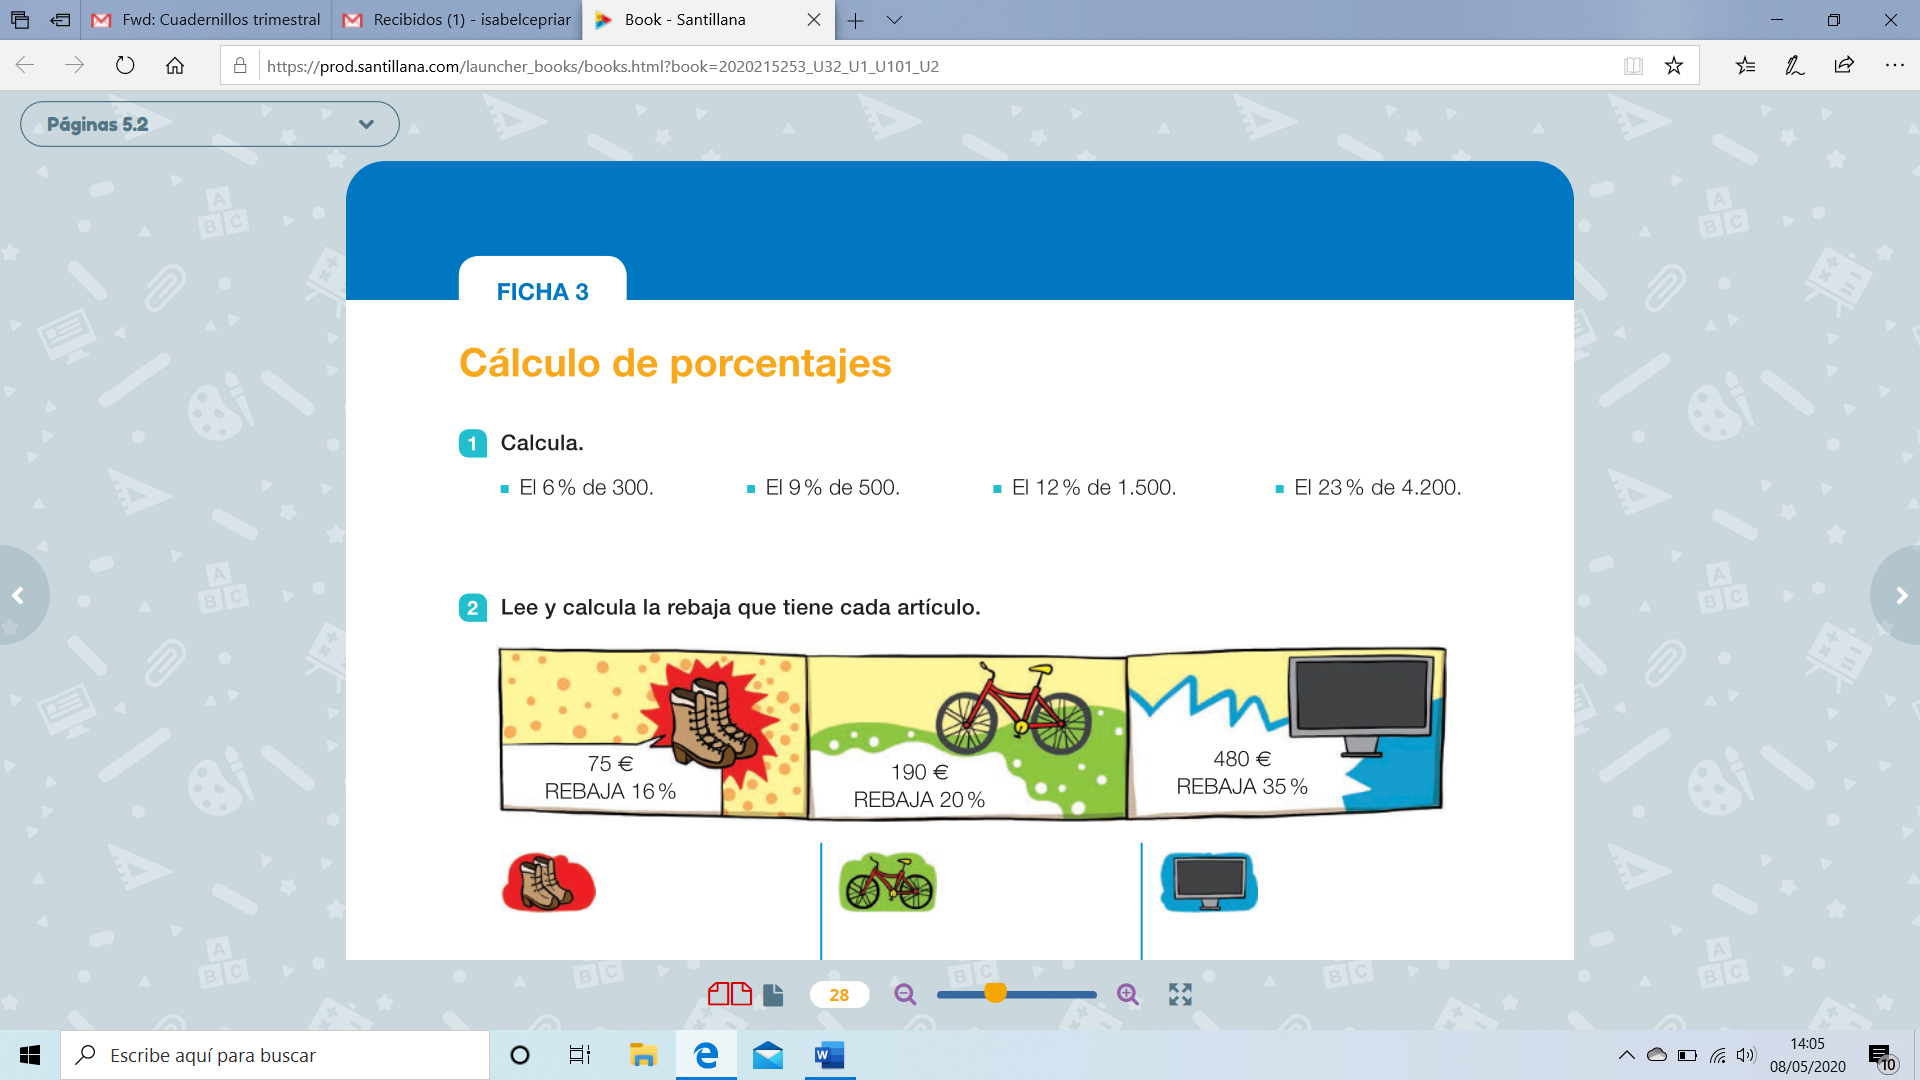 Fwd: Cuadernillos trimestral
Recibidos (1) - isabelcepriar
Book - Santillana
https://prod.santillana.com/launcher_books/books.html?book=2020215253_U32_U1_U101_U2
Páginas 5.2
FICHA 3
Cálculo de porcentajes
1 Calcula.
El 6 % de 300. El 9 % de 500. El 12 % de 1.500. El 23 % de 4.200.
2 Lee y calcula la rebaja que tiene cada artículo.
75 €
REBAJA 16 %
190 €
REBAJA 20 %
480 €
REBAJA 35 %
28
Escribe aquí para buscar
14:05
08/05/2020
10